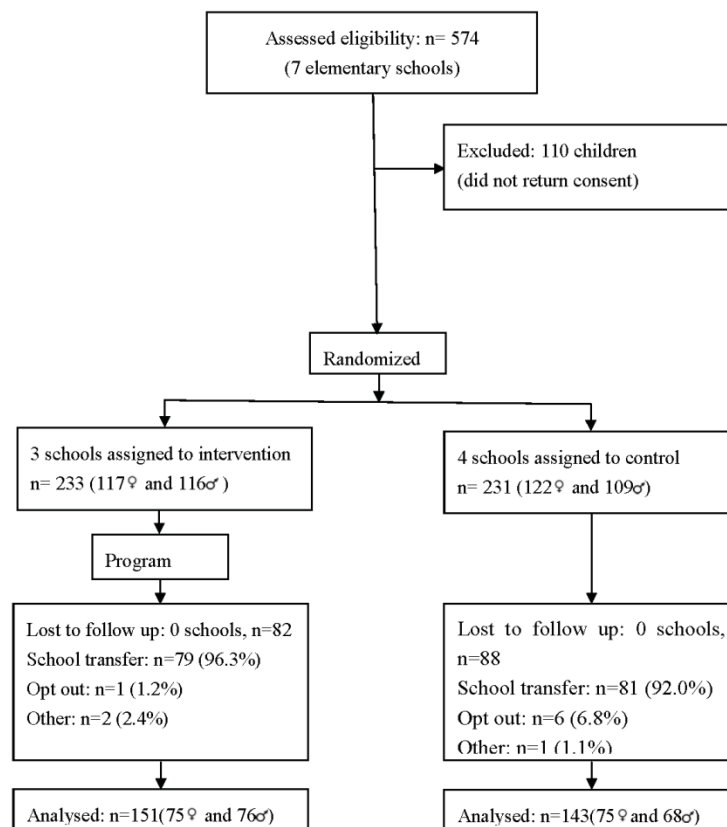 Assessed eligibility: n= 574
(7 elementary schools)
Excluded: 110 children
(did not return consent)
Randomized
3 schools assigned to intervention
n= 233 (117♀ and 116♂ )
4 schools assigned to control
n= 231 (122♀ and 109♂)
Program
Lost to follow up: 0 schools, n=82
School transfer: n=79 (96.3%)
Opt out: n=1 (1.2%)
Other: n=2 (2.4%)
Lost to follow up: 0 schools,
n=88
School transfer: n=81 (92.0%)
Opt out: n=6 (6.8%)
Other: n=1 (1.1%)
Analysed: n=151(75♀ and 76♂)
Analysed: n=143(75♀ and 68♂)